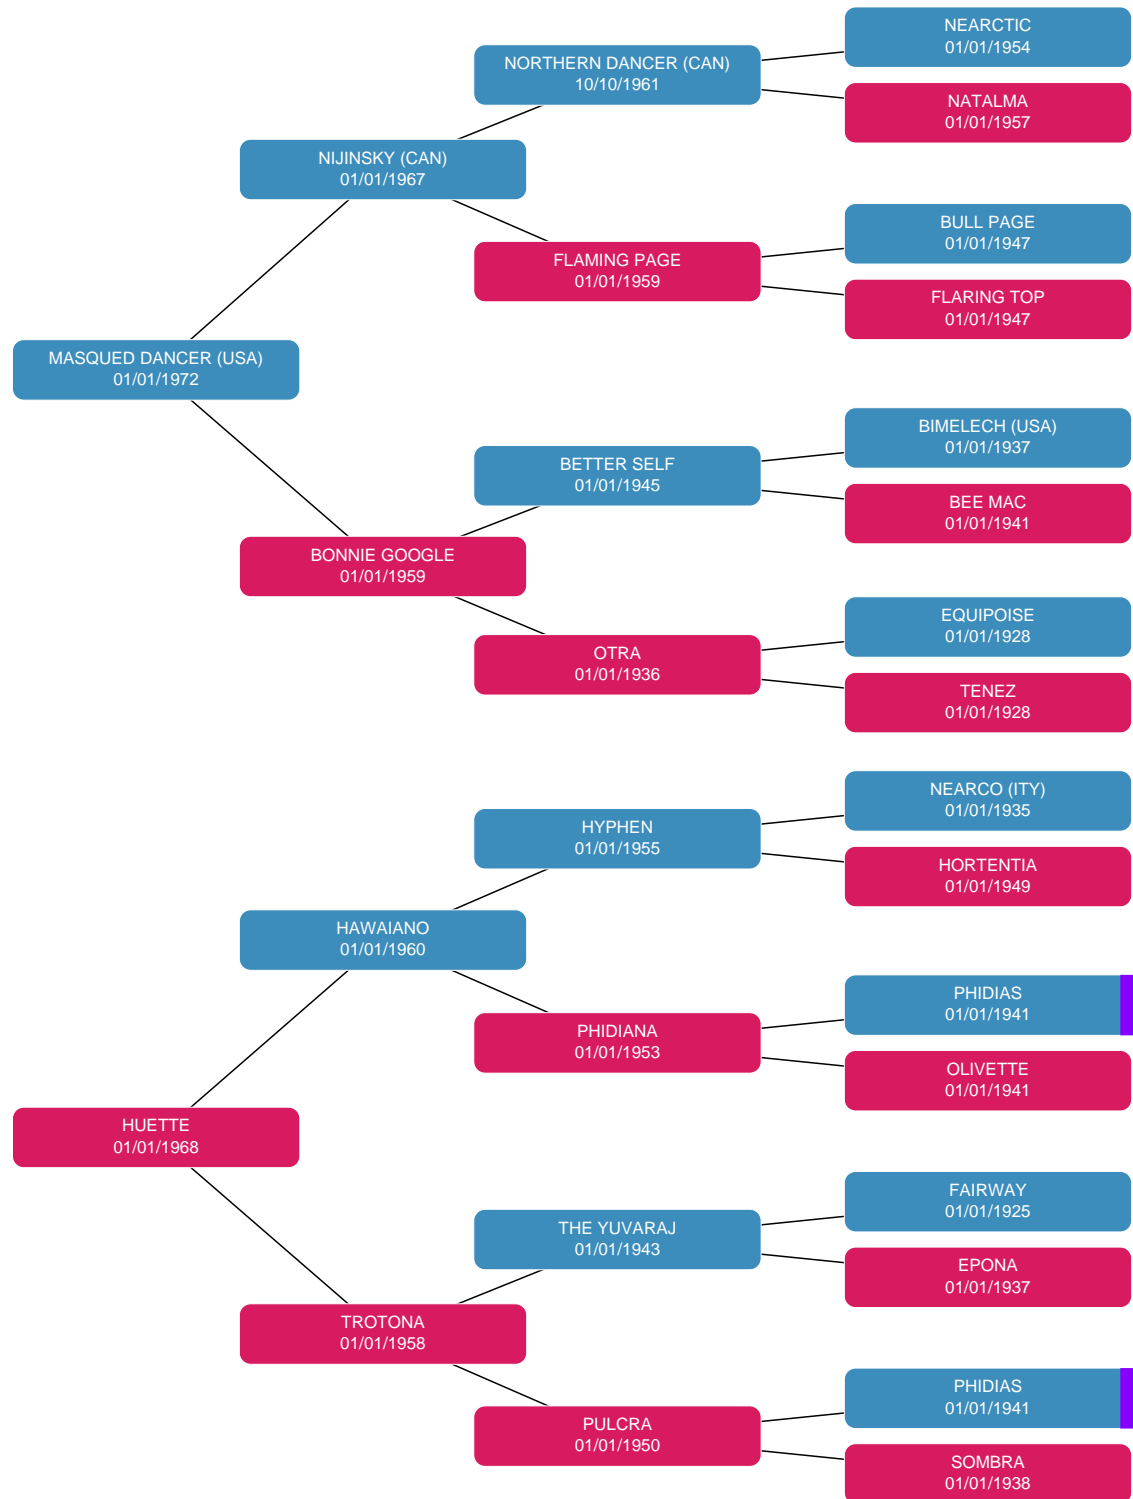 NEARCTIC
01/01/1954
NORTHERN DANCER (CAN)
10/10/1961
NATALMA
01/01/1957
NIJINSKY (CAN)
01/01/1967
BULL PAGE
01/01/1947
FLAMING PAGE
01/01/1959
FLARING TOP
01/01/1947
MASQUED DANCER (USA)
01/01/1972
BIMELECH (USA)
01/01/1937
BETTER SELF
01/01/1945
BEE MAC
01/01/1941
BONNIE GOOGLE
01/01/1959
EQUIPOISE
01/01/1928
OTRA
01/01/1936
TENEZ
01/01/1928
NEARCO (ITY)
01/01/1935
HYPHEN
01/01/1955
HORTENTIA
01/01/1949
HAWAIANO
01/01/1960
PHIDIAS
01/01/1941
PHIDIANA
01/01/1953
OLIVETTE
01/01/1941
HUETTE
01/01/1968
FAIRWAY
01/01/1925
THE YUVARAJ
01/01/1943
EPONA
01/01/1937
TROTONA
01/01/1958
PHIDIAS
01/01/1941
PULCRA
01/01/1950
SOMBRA
01/01/1938